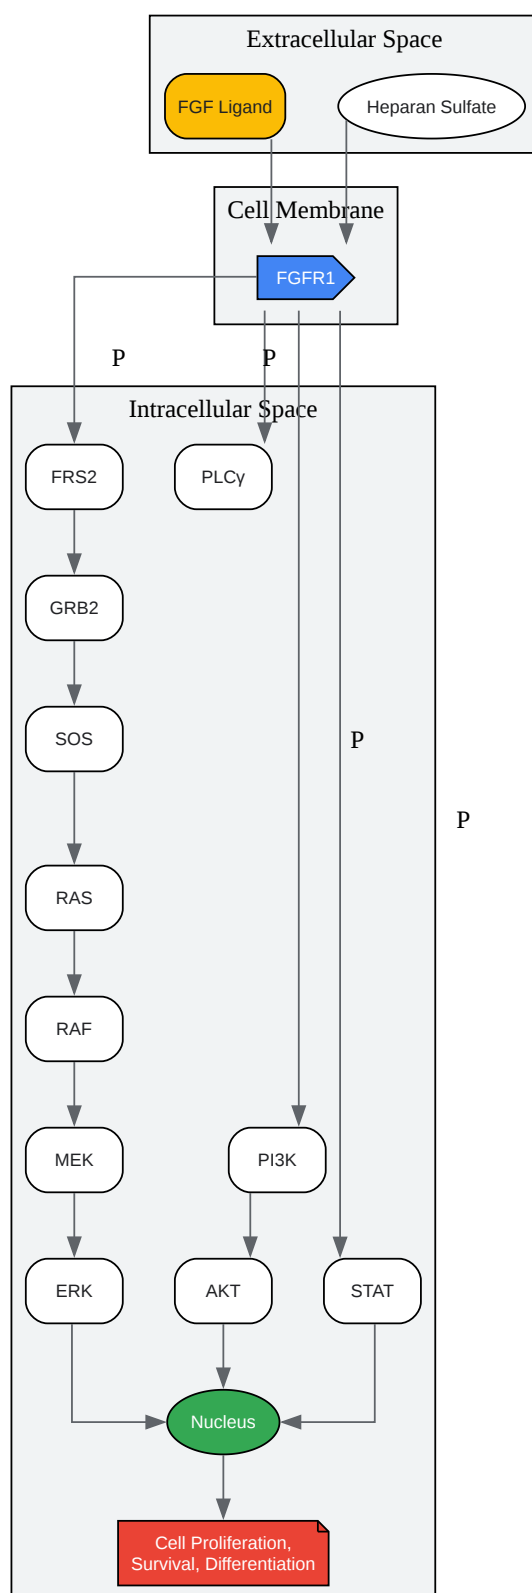 Extracellular Space
FGF Ligand
Heparan Sulfate
Cell Membrane
FGFR1
P
P
Intracellular Space
FRS2
PLCγ
GRB2
SOS
P
P
RAS
RAF
MEK
PI3K
ERK
AKT
STAT
Nucleus
Cell Proliferation,
Survival, Differentiation